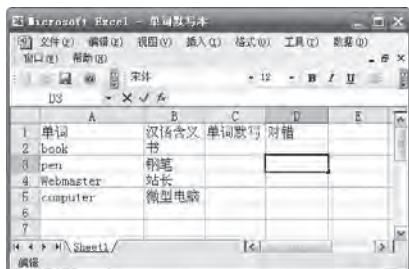 Microsoft Excel - 单词默写本
文件(F) 编辑(E) 视图(V) 插入(I) 格式(O) 工具(T) 数据(D)
窗口(W) 帮助(H)
宋体 12 B I U
D3
A B C D E
1 单词 汉语含义 单词默写 对错
2 book 书
3 pen 钢笔
4 Webmaster 站长
5 computer 微型电脑
6
7
Sheet1
编辑